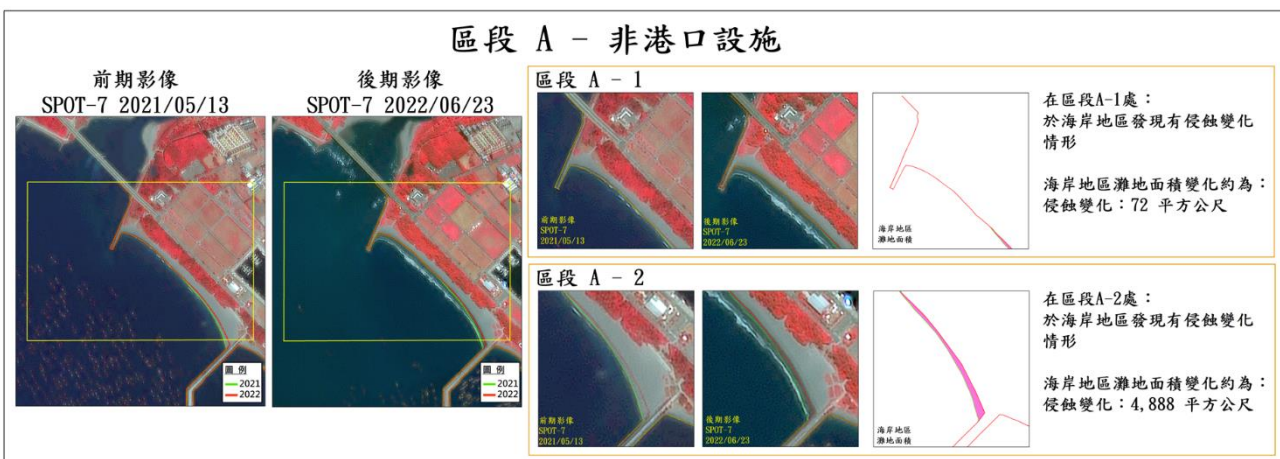 區段 A - 非港口設施
前期影像
SPOT-7 2021/05/13
後期影像
SPOT-7 2022/06/23
圖 例
2021
2022
圖 例
2021
2022
區段 A - 1
前期影像
SPOT-7
2021/05/13
後期影像
SPOT-7
2022/06/23
海岸地區
灘地面積
在區段A-1處：
於海岸地區發現有侵蝕變化
情形
海岸地區灘地面積變化約為：
侵蝕變化：72 平方公尺
區段 A - 2
前期影像
SPOT-7
2021/05/13
後期影像
SPOT-7
2022/06/23
海岸地區
灘地面積
在區段A-2處：
於海岸地區發現有侵蝕變化
情形
海岸地區灘地面積變化約為：
侵蝕變化：4,888 平方公尺